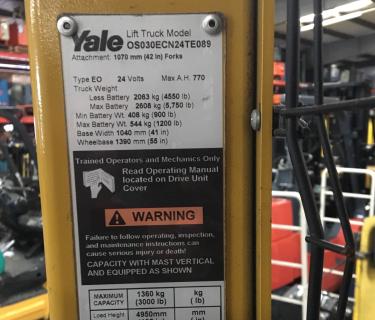 Yale Lift Truck Model
OS030ECN24TE089
Attachment: 1070 mm (42 in) Forks
Type EO 24 Volts Max A.H. 770
Truck Weight
Less Battery 2063 kg (4550 lb)
Max Battery 2608 kg (5,750 lb)
Min Battery Wt. 408 kg (900 lb)
Max Battery Wt. 544 kg (1200 lb)
Base Width 1040 mm (41 in)
Wheelbase 1390 mm (55 in)
Trained Operators and Mechanics Only
Read Operating Manual
located on Drive Unit
Cover
WARNING
Failure to follow operating, inspection,
and maintenance instructions can
cause serious injury or death!
CAPACITY WITH MAST VERTICAL
AND EQUIPPED AS SHOWN
MAXIMUM CAPACITY 1360 kg (3000 lb) kg ( lb)
Load Height 4950mm mm